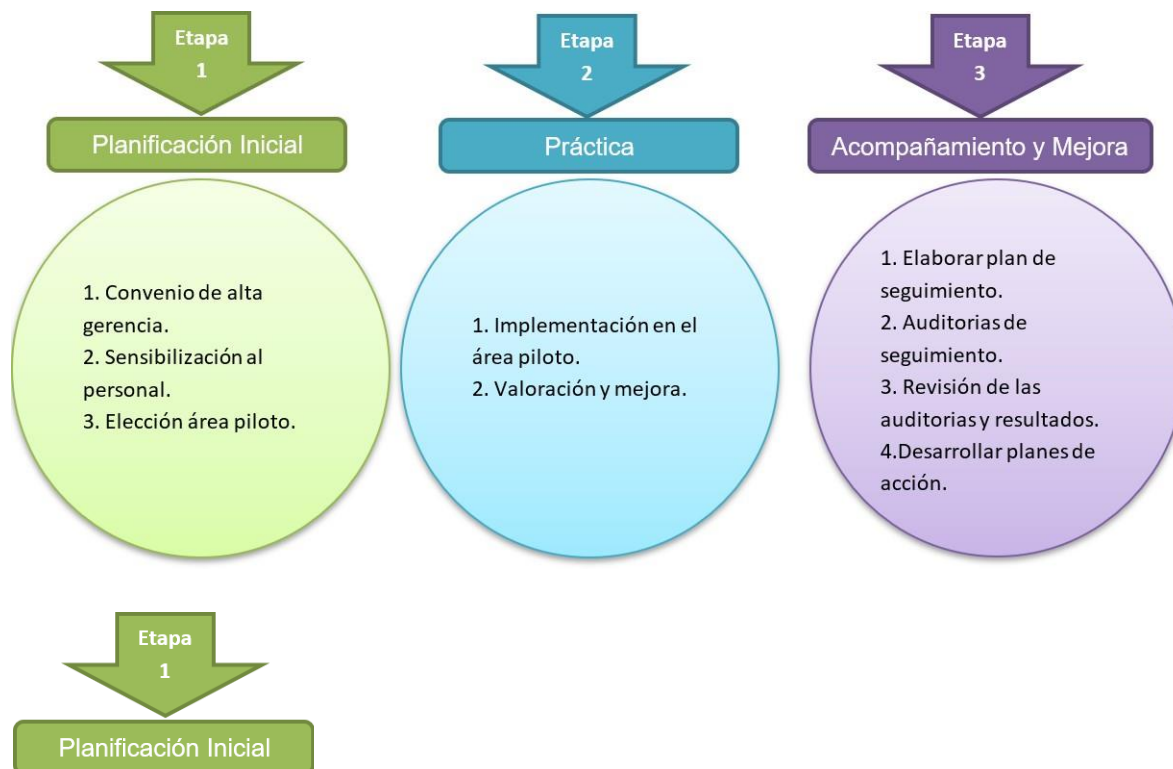 Etapa
1
Planificación Inicial
1. Convenio de alta
gerencia.
2. Sensibilización al
personal.
3. Elección área piloto.
Etapa
2
Práctica
1. Implementación en el
área piloto.
2. Valoración y mejora.
Etapa
3
Acompañamiento y Mejora
1. Elaborar plan de
seguimiento.
2. Auditorias de
seguimiento.
3. Revisión de las
auditorias y resultados.
4.Desarrollar planes de
acción.
Etapa
1
Planificación Inicial